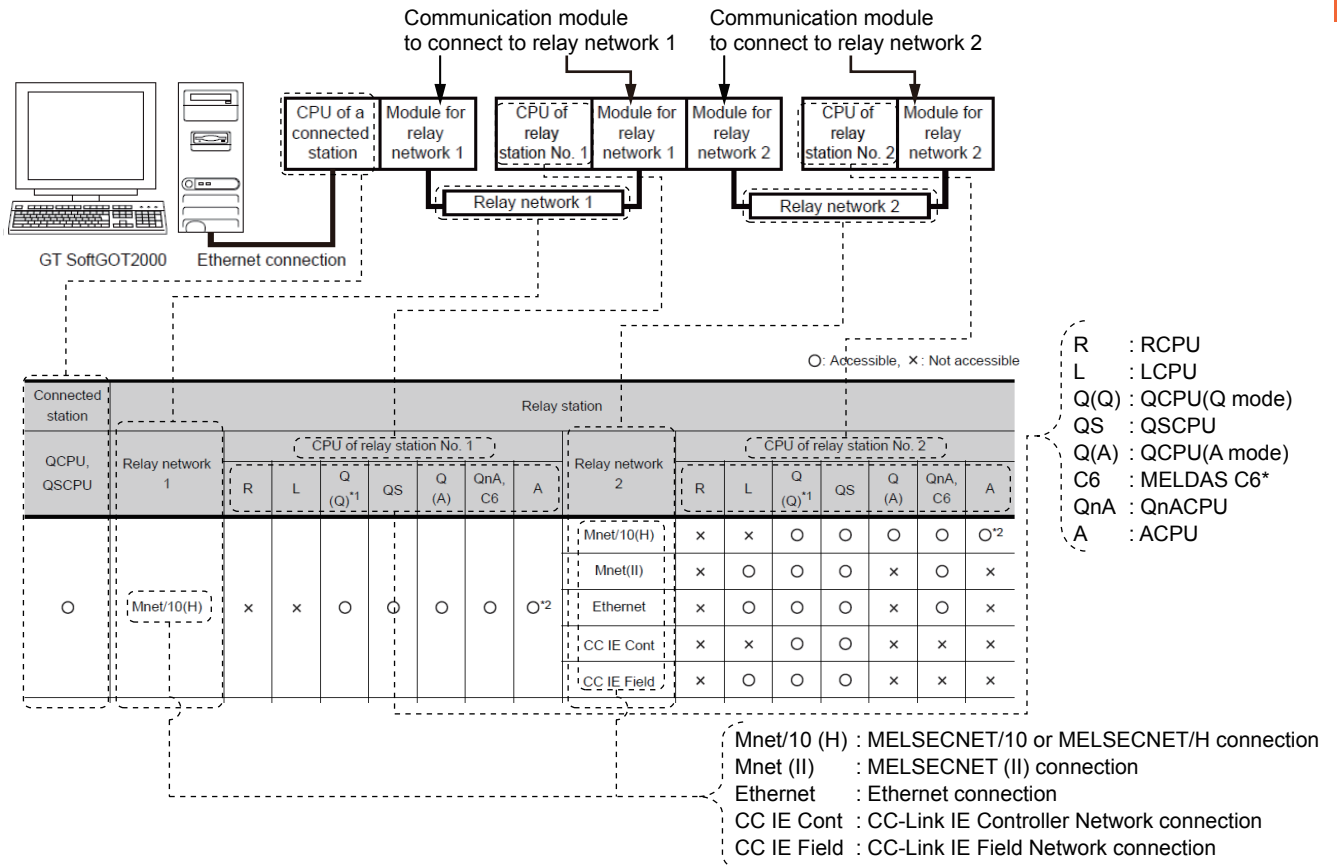 Communication module
to connect to relay network 1
Communication module
to connect to relay network 2
CPU of a
connected
station
Module for
relay
network 1
CPU of
relay
station No. 1
Module for
relay
network 1
Module for
relay
network 2
CPU of
relay
station No. 2
Module for
relay
network 2
Relay network 1
Relay network 2
GT SoftGOT2000
Ethernet connection
O: Accessible, ×: Not accessible
Connected
station
Relay station
QCPU,
QSCPU
Relay network
1
CPU of relay station No. 1
Relay network
2
CPU of relay station No. 2
R L Q (Q)*1 QS Q (A) QnA, C6 A
R L Q (Q)*1 QS Q (A) QnA, C6 A
O Mnet/10(H) × × O O O O O*2
Mnet/10(H) × × O O O O O*2
Mnet(II) × O O O × O ×
Ethernet × O O O × O ×
CC IE Cont × × O O × × ×
CC IE Field × O O O × × ×
R : RCPU
L : LCPU
Q(Q) : QCPU(Q mode)
QS : QSCPU
Q(A) : QCPU(A mode)
C6 : MELDAS C6*
QnA : QnACPU
A : ACPU
Mnet/10 (H) : MELSECNET/10 or MELSECNET/H connection
Mnet (II) : MELSECNET (II) connection
Ethernet : Ethernet connection
CC IE Cont : CC-Link IE Controller Network connection
CC IE Field : CC-Link IE Field Network connection